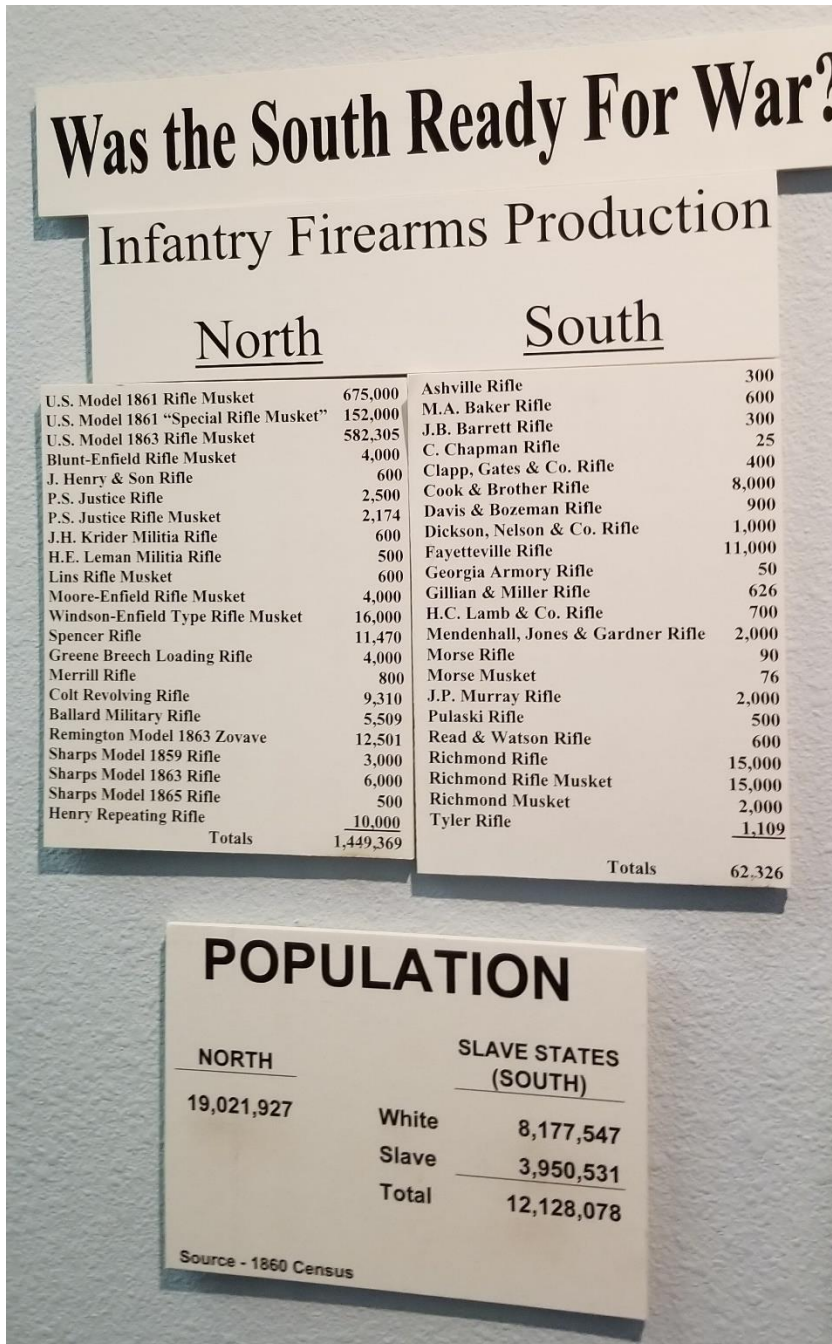 Was the South Ready For War?
Infantry Firearms Production
North
U.S. Model 1861 Rifle Musket 675,000
U.S. Model 1861 “Special Rifle Musket” 152,000
U.S. Model 1863 Rifle Musket 582,305
Blunt-Enfield Rifle Musket 4,000
J. Henry & Son Rifle 600
P.S. Justice Rifle 2,500
P.S. Justice Rifle Musket 2,174
J.H. Krider Militia Rifle 600
H.E. Leman Militia Rifle 500
Lins Rifle Musket 600
Moore-Enfield Rifle Musket 4,000
Windson-Enfield Type Rifle Musket 16,000
Spencer Rifle 11,470
Greene Breech Loading Rifle 4,000
Merrill Rifle 800
Colt Revolving Rifle 9,310
Ballard Military Rifle 5,509
Remington Model 1863 Zovave 12,501
Sharps Model 1859 Rifle 3,000
Sharps Model 1863 Rifle 6,000
Sharps Model 1865 Rifle 500
Henry Repeating Rifle 10,000
Totals 1,449,369
South
Ashville Rifle 300
M.A. Baker Rifle 600
J.B. Barrett Rifle 300
C. Chapman Rifle 25
Clapp, Gates & Co. Rifle 400
Cook & Brother Rifle 8,000
Davis & Bozeman Rifle 900
Dickson, Nelson & Co. Rifle 1,000
Fayetteville Rifle 11,000
Georgia Armory Rifle 50
Gillian & Miller Rifle 626
H.C. Lamb & Co. Rifle 700
Mendenhall, Jones & Gardner Rifle 2,000
Morse Rifle 90
Morse Musket 76
J.P. Murray Rifle 2,000
Pulaski Rifle 500
Read & Watson Rifle 600
Richmond Rifle 15,000
Richmond Rifle Musket 15,000
Richmond Musket 2,000
Tyler Rifle 1,109
Totals 62,326
POPULATION
NORTH
19,021,927
SLAVE STATES
(SOUTH)
White 8,177,547
Slave 3,950,531
Total 12,128,078
Source - 1860 Census